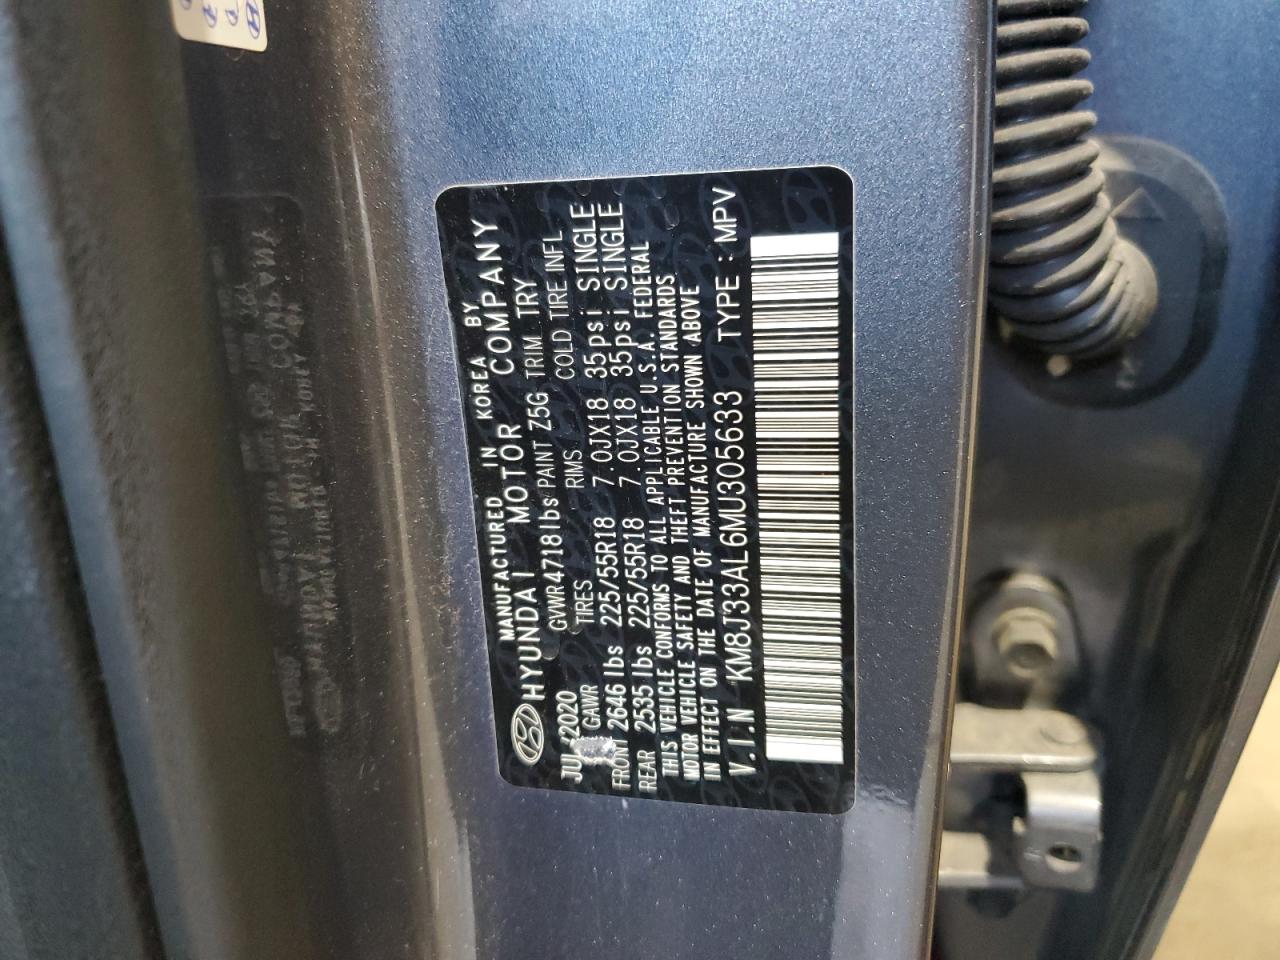 MANUFACTURED IN KOREA BY
HYUNDAI MOTOR COMPANY
2020 GVWR 4718lbs PAINT Z5G TRIM TRY
GAWR TIRES RIMS COLD TIRE INFL
FRONT 2646 lbs 225/55R18 7.0JX18 35psi SINGLE
REAR 2535 lbs 225/55R18 7.0JX18 35psi SINGLE
THIS VEHICLE CONFORMS TO ALL APPLICABLE U.S.A. FEDERAL
MOTOR VEHICLE SAFETY AND THEFT PREVENTION STANDARDS
IN EFFECT ON THE DATE OF MANUFACTURE SHOWN ABOVE
V.I.N KM8J33AL6MU305633 TYPE : MPV